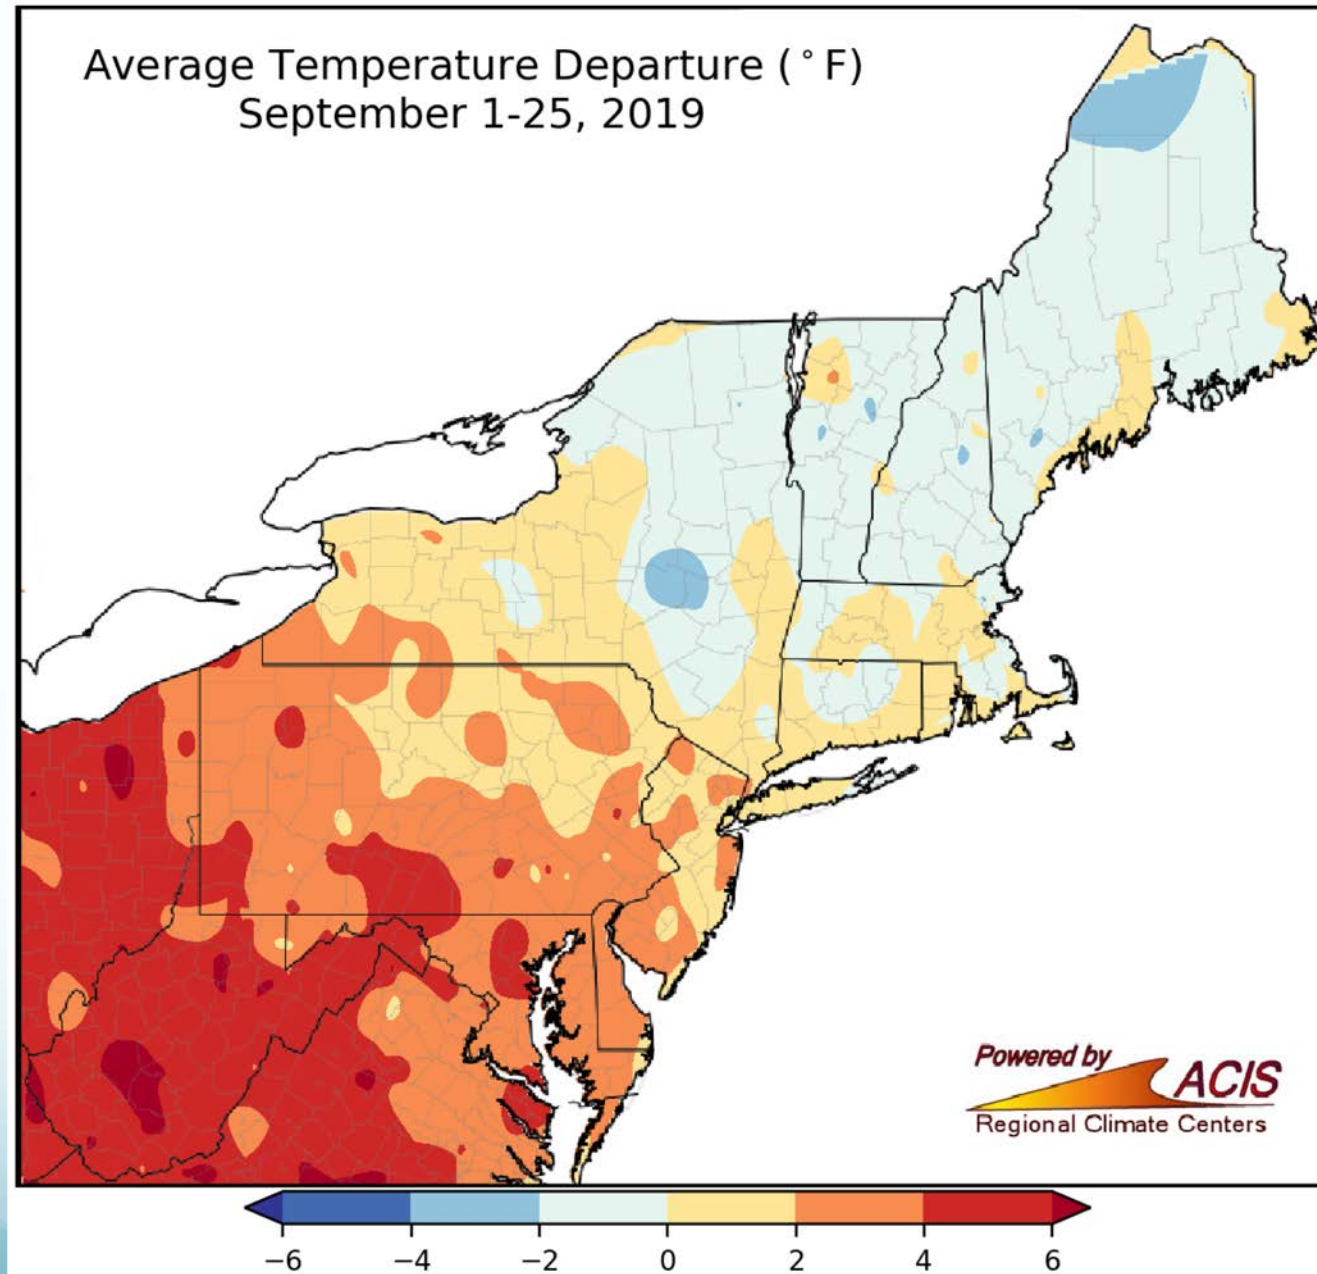 Average Temperature Departure (°F)
September 1-25, 2019
Powered by
ACIS
Regional Climate Centers
−6 −4 −2 0 2 4 6